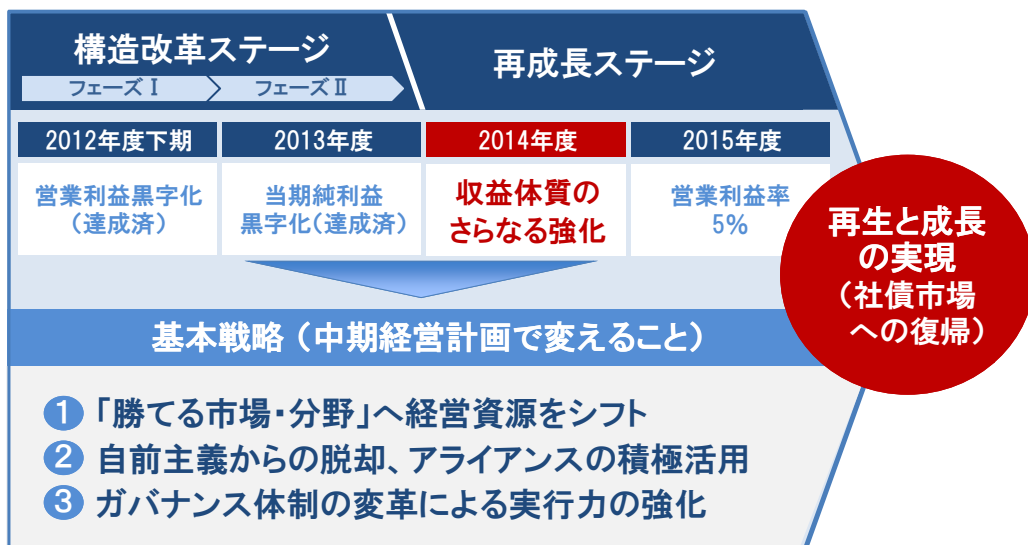 構造改革ステージ
フェーズⅠ
フェーズⅡ
再成長ステージ
2012年度下期
2013年度
2014年度
2015年度
営業利益黒字化
（達成済）
当期純利益
黒字化（達成済）
収益体質の
さらなる強化
営業利益率
5%
再生と成長
の実現
（社債市場
への復帰）
基本戦略（中期経営計画で変えること）
❶「勝てる市場・分野」へ経営資源をシフト
❷ 自前主義からの脱却、アライアンスの積極活用
❸ ガバナンス体制の変革による実行力の強化